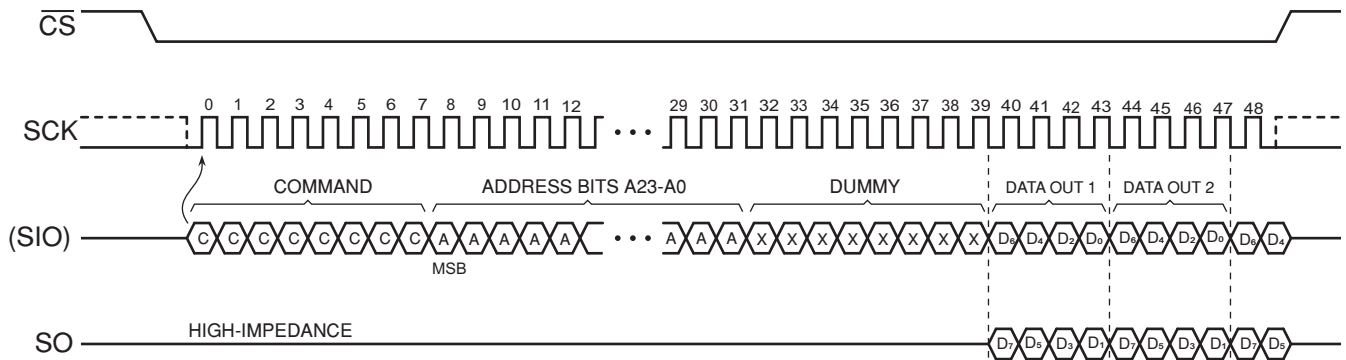 CS
0 1 2 3 4 5 6 7 8 9 10 11 12 29 30 31 32 33 34 35 36 37 38 39 40 41 42 43 44 45 46 47 48
SCK
COMMAND ADDRESS BITS A23-A0 DUMMY DATA OUT 1 DATA OUT 2
(SIO) C C C C C C C C A A A A A A A A X X X X X X X X D₆ D₄ D₂ D₀ D₆ D₄ D₂ D₀ D₆ D₄
MSB
HIGH-IMPEDANCE
SO D₇ D₅ D₃ D₁ D₇ D₅ D₃ D₁ D₇ D₅